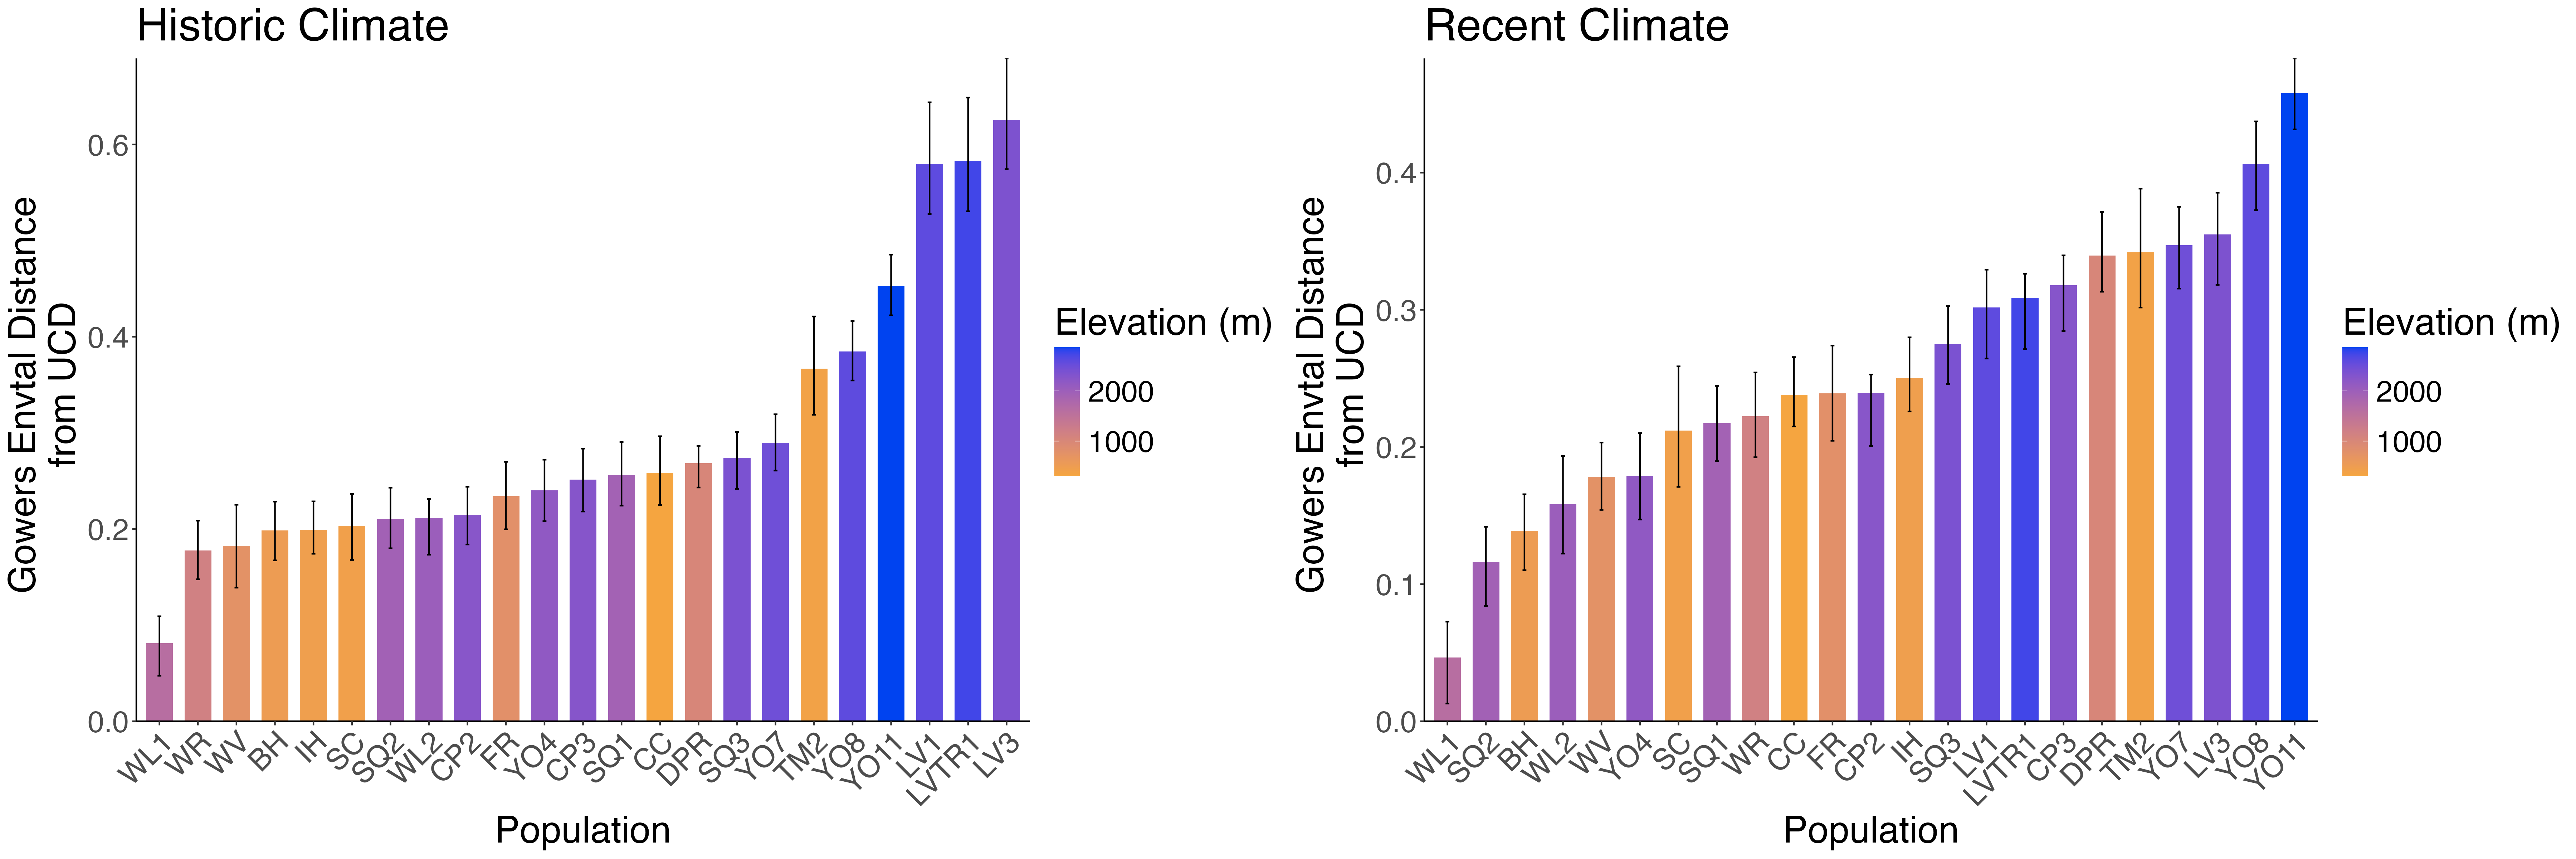 Historic Climate
Gowers Envtal Distance
from UCD
0.6
0.4
0.2
0.0
WL1
WR
WV
BH
IH
SC
SQ2
WL2
CP2
FR
YO4
CP3
SQ1
CC
DPR
SQ3
YO7
TM2
YO8
YO11
LV1
LVTR1
LV3
Population
Elevation (m)
2000
1000
Recent Climate
Gowers Envtal Distance
from UCD
0.4
0.3
0.2
0.1
0.0
WL1
SQ2
BH
WL2
WV
YO4
SC
SQ1
WR
CC
FR
CP2
IH
SQ3
LV1
LVTR1
CP3
DPR
TM2
YO7
LV3
YO8
YO11
Population
Elevation (m)
2000
1000